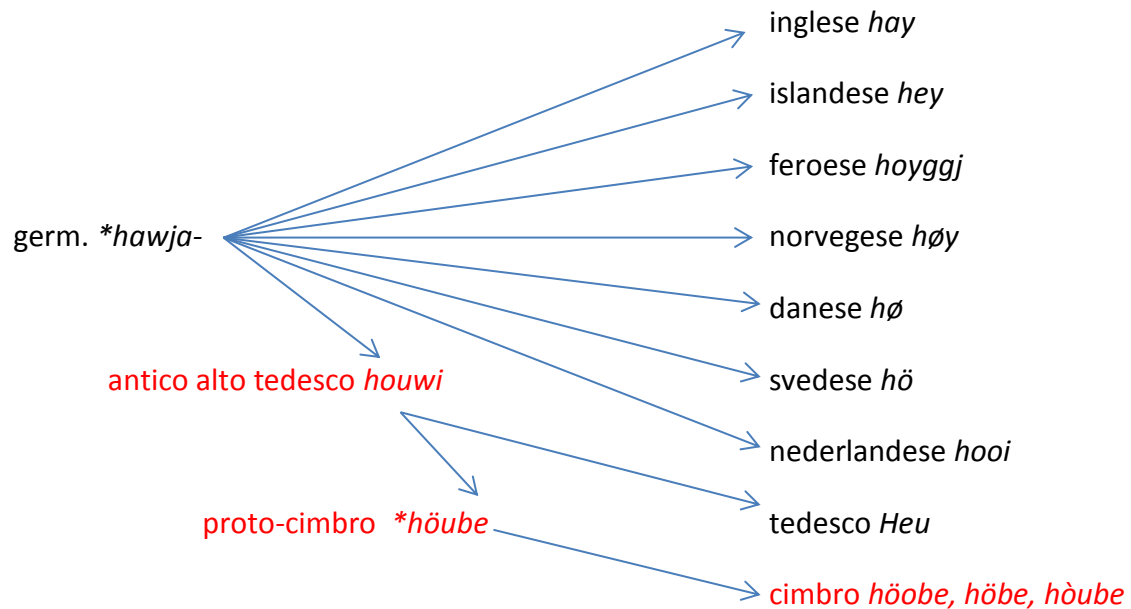 inglese hay
islandese hey
feroese hoyggj
germ. *hawja-
norvegese høy
danese hø
antico alto tedesco houwi
svedese hö
nederlandese hooi
proto-cimbro *höube
tedesco Heu
cimbro höobe, höbe, hòube